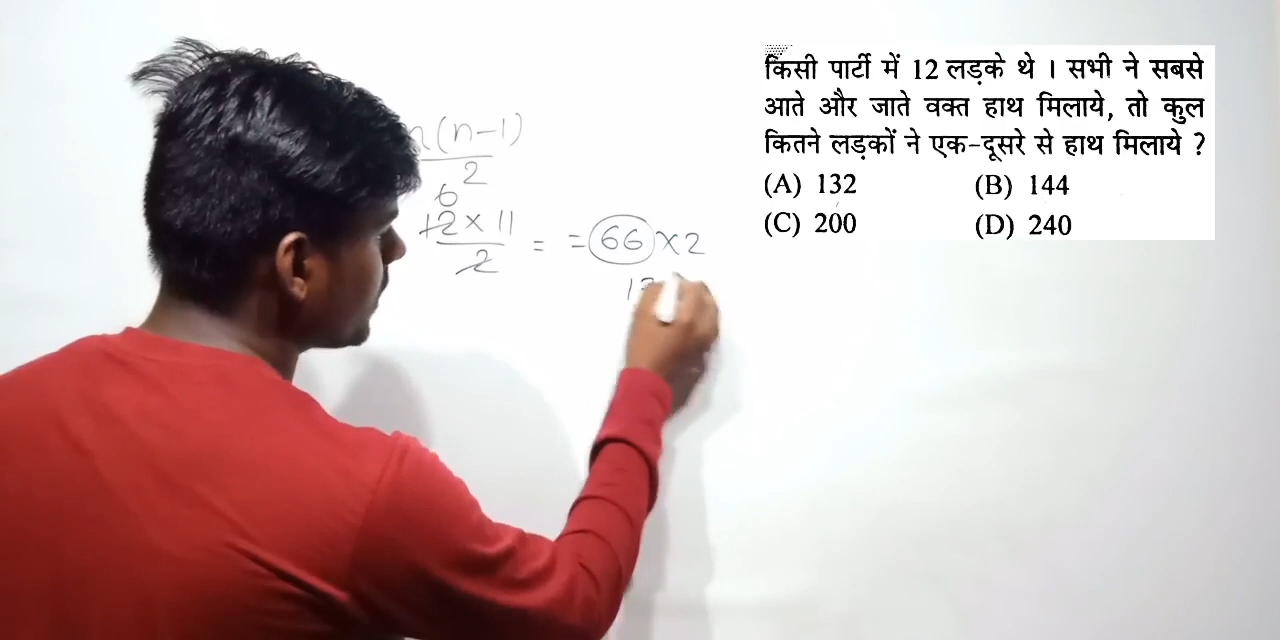 किसी पार्टी में 12 लड़के थे । सभी ने सबसे
आते और जाते वक्त हाथ मिलाये, तो कुल
कितने लड़कों ने एक-दूसरे से हाथ मिलाये ?
(A) 132 (B) 144
(C) 200 (D) 240
n(n-1)
2
6
12 × 11
2
= = 66 × 2
13